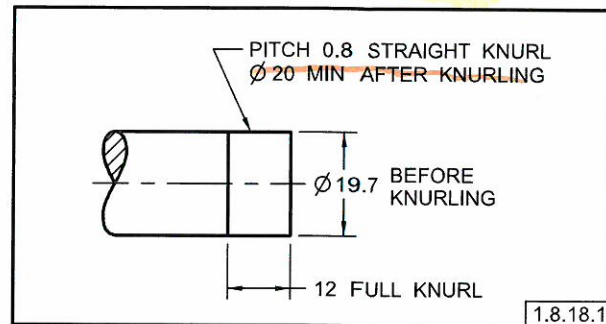 PITCH 0.8 STRAIGHT KNURL
Ø 20 MIN AFTER KNURLING
Ø 19.7 BEFORE
KNURLING
12 FULL KNURL
1.8.18.1